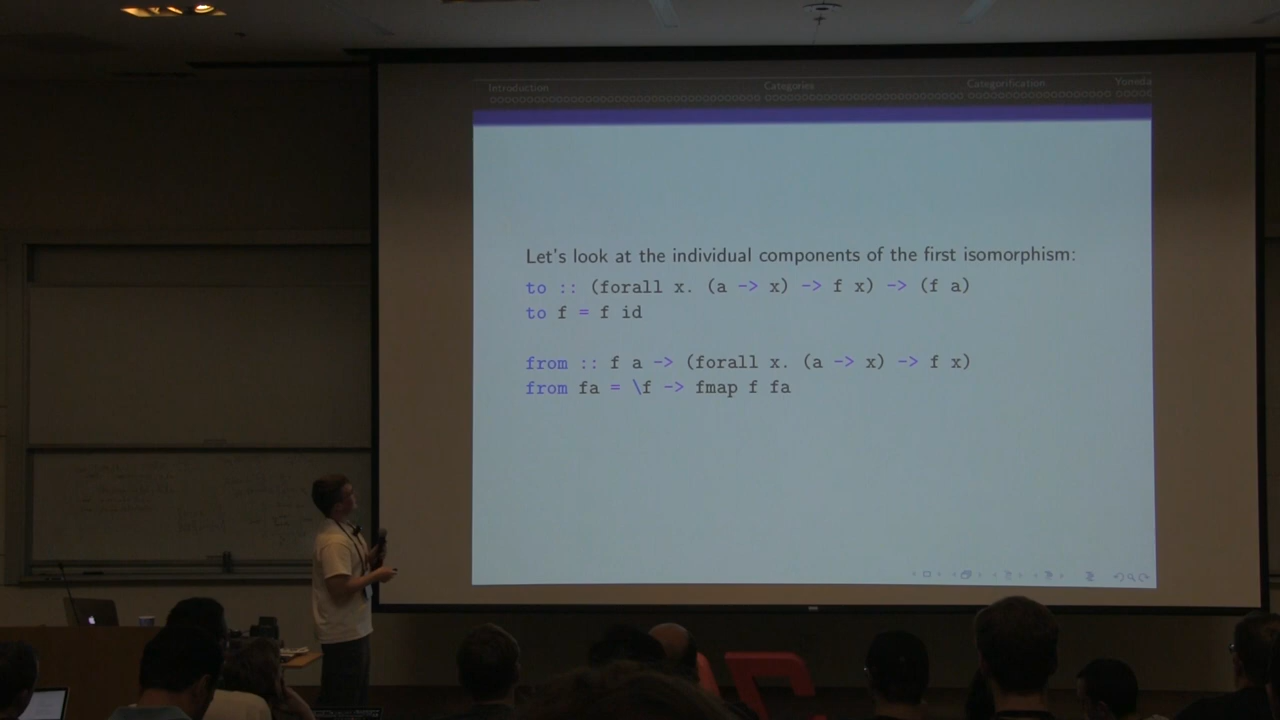 Introduction Categories Categorification Yoneda
Let's look at the individual components of the first isomorphism:
to :: (forall x. (a -> x) -> f x) -> (f a)
to f = f id
from :: f a -> (forall x. (a -> x) -> f x)
from fa = \f -> fmap f fa